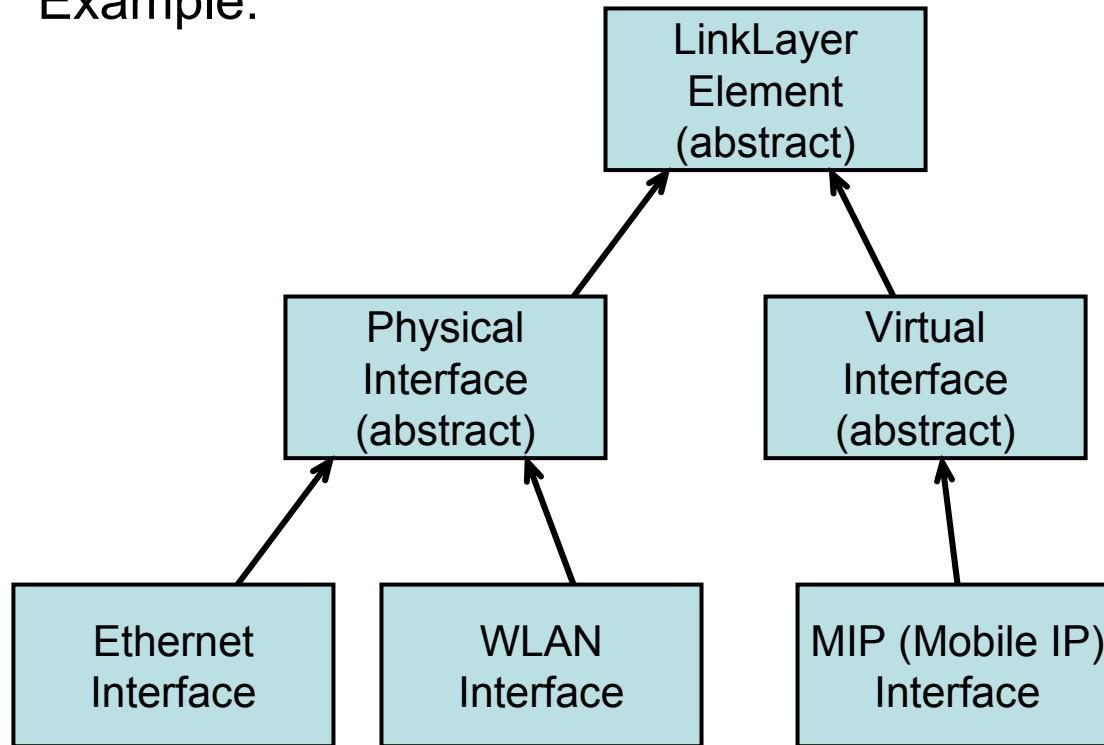 Example:
LinkLayer
Element
(abstract)
Physical
Interface
(abstract)
Virtual
Interface
(abstract)
Ethernet
Interface
WLAN
Interface
MIP (Mobile IP)
Interface